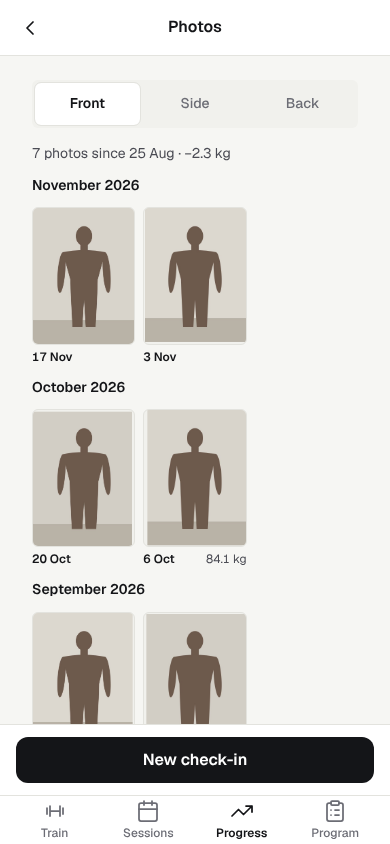 Photos
Front Side Back
7 photos since 25 Aug · −2.3 kg
November 2026
17 Nov 3 Nov
October 2026
20 Oct 6 Oct 84.1 kg
September 2026
New check-in
Train Sessions Progress Program